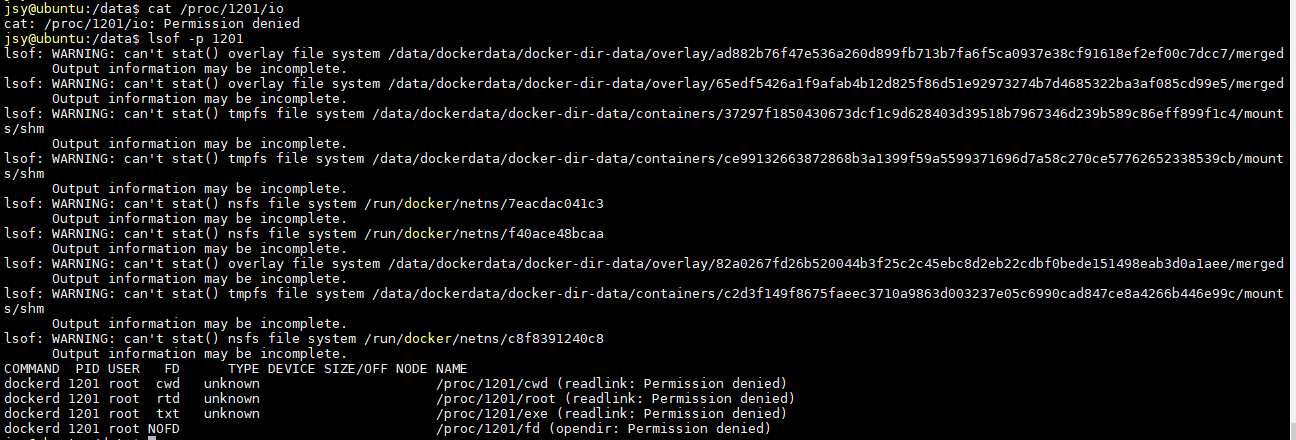 jsy@ubuntu:/data$ cat /proc/1201/io
cat: /proc/1201/io: Permission denied
jsy@ubuntu:/data$ lsof -p 1201
lsof: WARNING: can't stat() overlay file system /data/dockerdata/docker-dir-data/overlay/ad882b76f47e536a260d899fb713b7fa6f5ca0937e38cf91618ef2ef00c7dcc7/merged
      Output information may be incomplete.
lsof: WARNING: can't stat() overlay file system /data/dockerdata/docker-dir-data/overlay/65edf5426a1f9afab4b12d825f86d51e92973274b7d4685322ba3af085cd99e5/merged
      Output information may be incomplete.
lsof: WARNING: can't stat() tmpfs file system /data/dockerdata/docker-dir-data/containers/37297f1850430673dcf1c9d628403d39518b7967346d239b589c86eff899f1c4/mount
s/shm
      Output information may be incomplete.
lsof: WARNING: can't stat() tmpfs file system /data/dockerdata/docker-dir-data/containers/ce99132663872868b3a1399f59a5599371696d7a58c270ce57762652338539cb/mount
s/shm
      Output information may be incomplete.
lsof: WARNING: can't stat() nsfs file system /run/docker/netns/7eacdac041c3
      Output information may be incomplete.
lsof: WARNING: can't stat() nsfs file system /run/docker/netns/f40ace48bcaa
      Output information may be incomplete.
lsof: WARNING: can't stat() overlay file system /data/dockerdata/docker-dir-data/overlay/82a0267fd26b520044b3f25c2c45ebc8d2eb22cdbf0bede151498eab3d0a1aee/merged
      Output information may be incomplete.
lsof: WARNING: can't stat() tmpfs file system /data/dockerdata/docker-dir-data/containers/c2d3f149f8675faeec3710a9863d003237e05c6990cad847ce8a4266b446e99c/mount
s/shm
      Output information may be incomplete.
lsof: WARNING: can't stat() nsfs file system /run/docker/netns/c8f8391240c8
      Output information may be incomplete.
COMMAND  PID USER   FD      TYPE DEVICE SIZE/OFF NODE NAME
dockerd 1201 root  cwd   unknown                      /proc/1201/cwd (readlink: Permission denied)
dockerd 1201 root  rtd   unknown                      /proc/1201/root (readlink: Permission denied)
dockerd 1201 root  txt   unknown                      /proc/1201/exe (readlink: Permission denied)
dockerd 1201 root NOFD                                /proc/1201/fd (opendir: Permission denied)